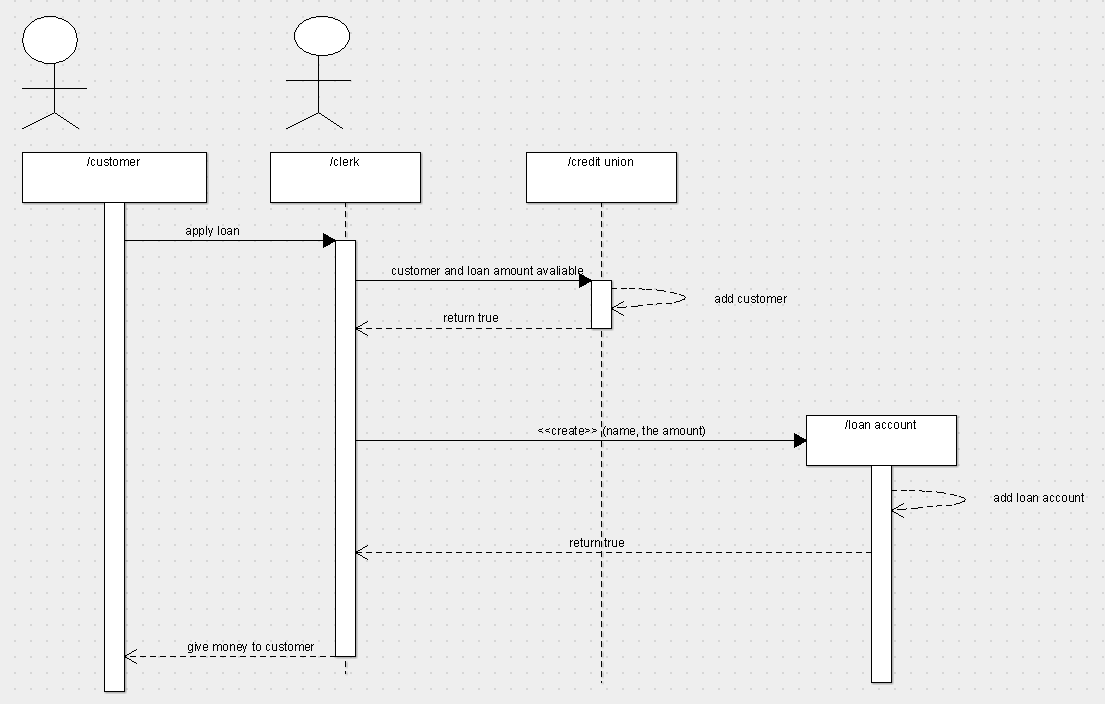 /customer
/clerk
/credit union
apply loan
customer and loan amount avaliable
add customer
return true
/loan account
<<create>> (name, the amount)
add loan account
return true
give money to customer